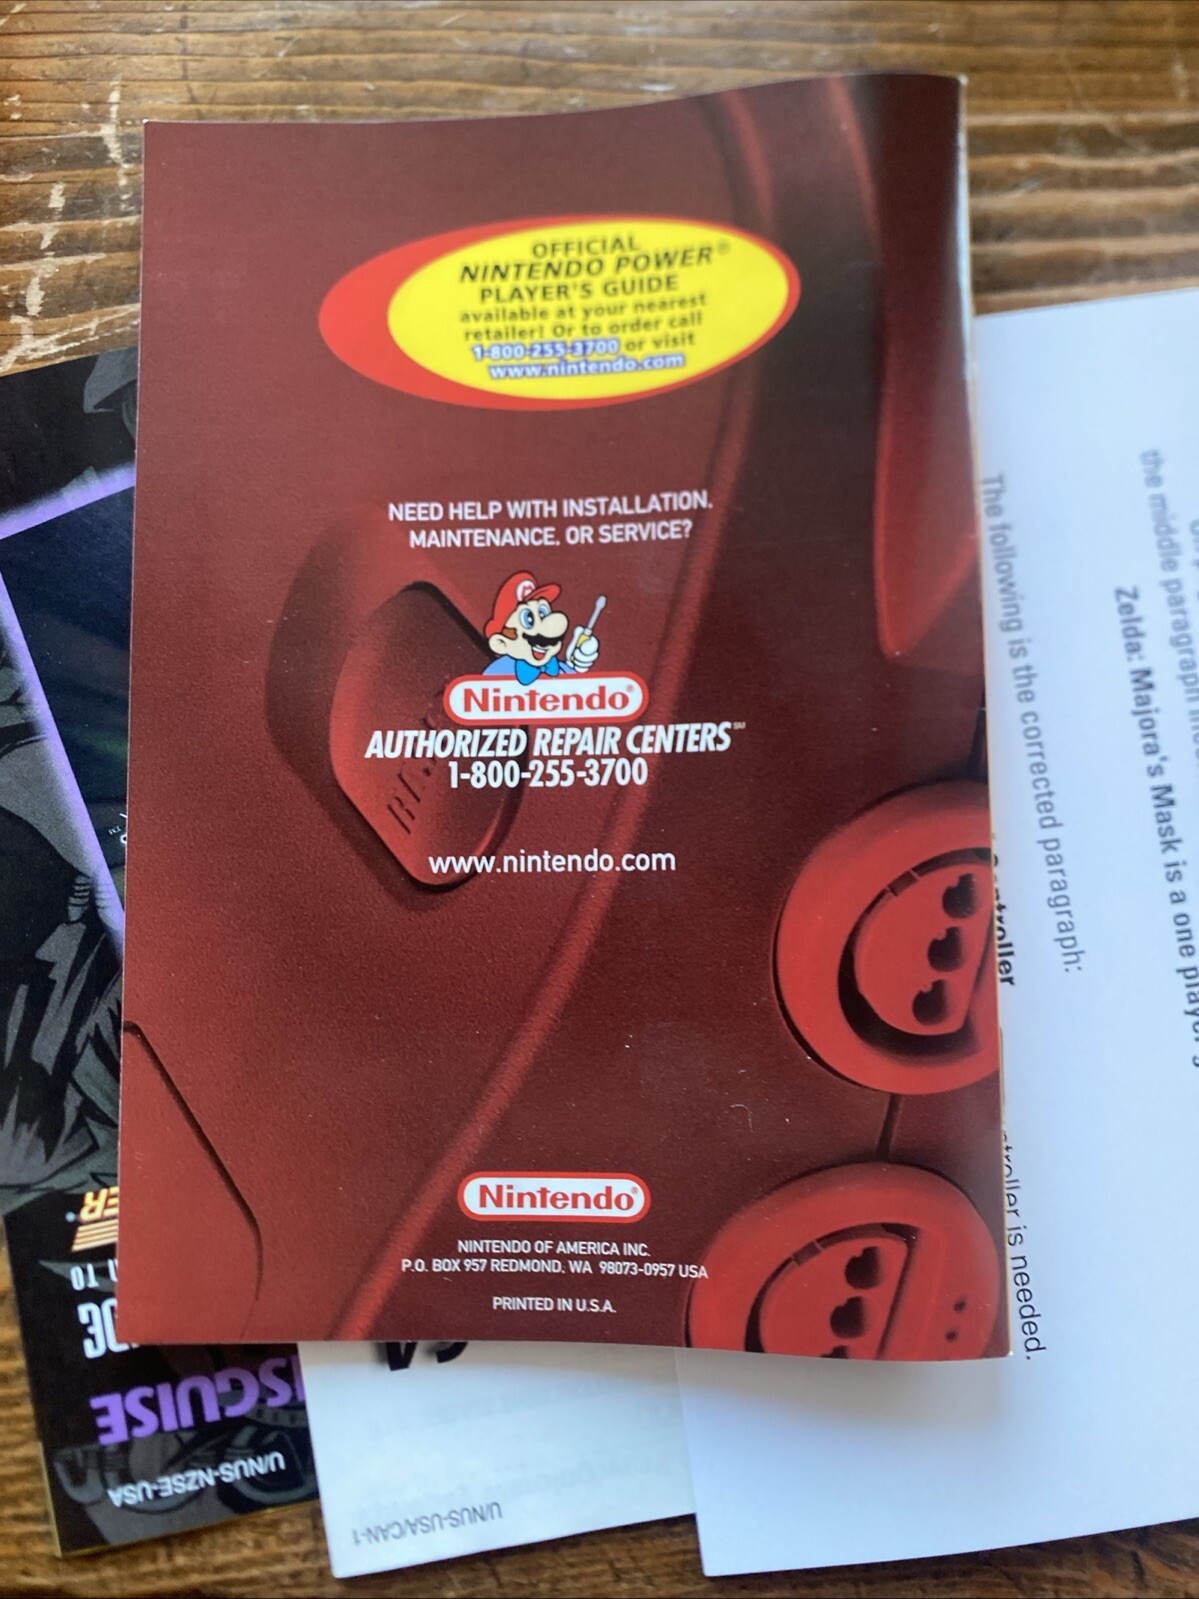 OFFICIAL
NINTENDO POWER®
PLAYER'S GUIDE
available at your nearest
retailer! Or to order call
1-800-255-3700 or visit
www.nintendo.com
NEED HELP WITH INSTALLATION,
MAINTENANCE, OR SERVICE?
Nintendo®
AUTHORIZED REPAIR CENTERS℠
1-800-255-3700
www.nintendo.com
Nintendo®
NINTENDO OF AMERICA INC.
P.O. BOX 957 REDMOND, WA 98073-0957 USA
PRINTED IN U.S.A.
the middle paragraph
Zelda: Majora's Mask is a one player
The following is the corrected paragraph:
Controller
is needed.
TO
U/NUS-NZSE-USA
U/NUS-USA/CAN-1